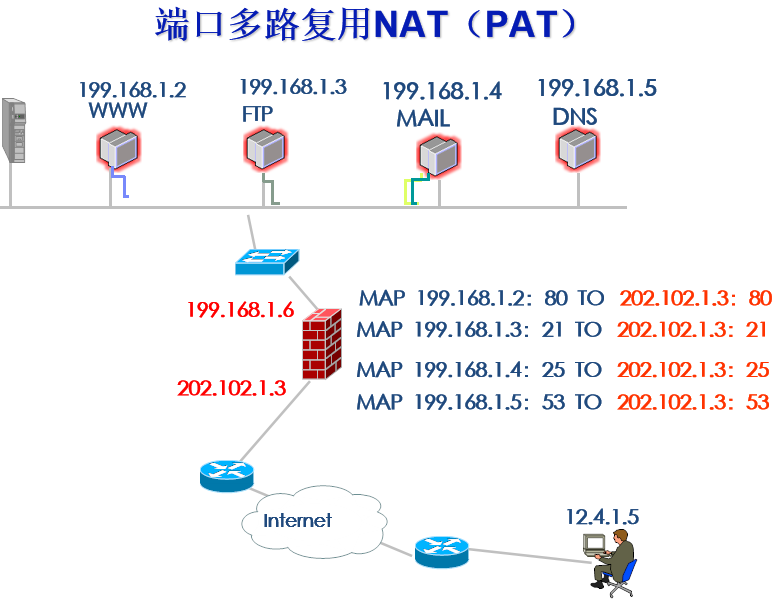 端口多路复用NAT（PAT）
199.168.1.2
WWW
199.168.1.3
FTP
199.168.1.4
MAIL
199.168.1.5
DNS
199.168.1.6
202.102.1.3
MAP 199.168.1.2: 80 TO 202.102.1.3: 80
MAP 199.168.1.3: 21 TO 202.102.1.3: 21
MAP 199.168.1.4: 25 TO 202.102.1.3: 25
MAP 199.168.1.5: 53 TO 202.102.1.3: 53
Internet
12.4.1.5